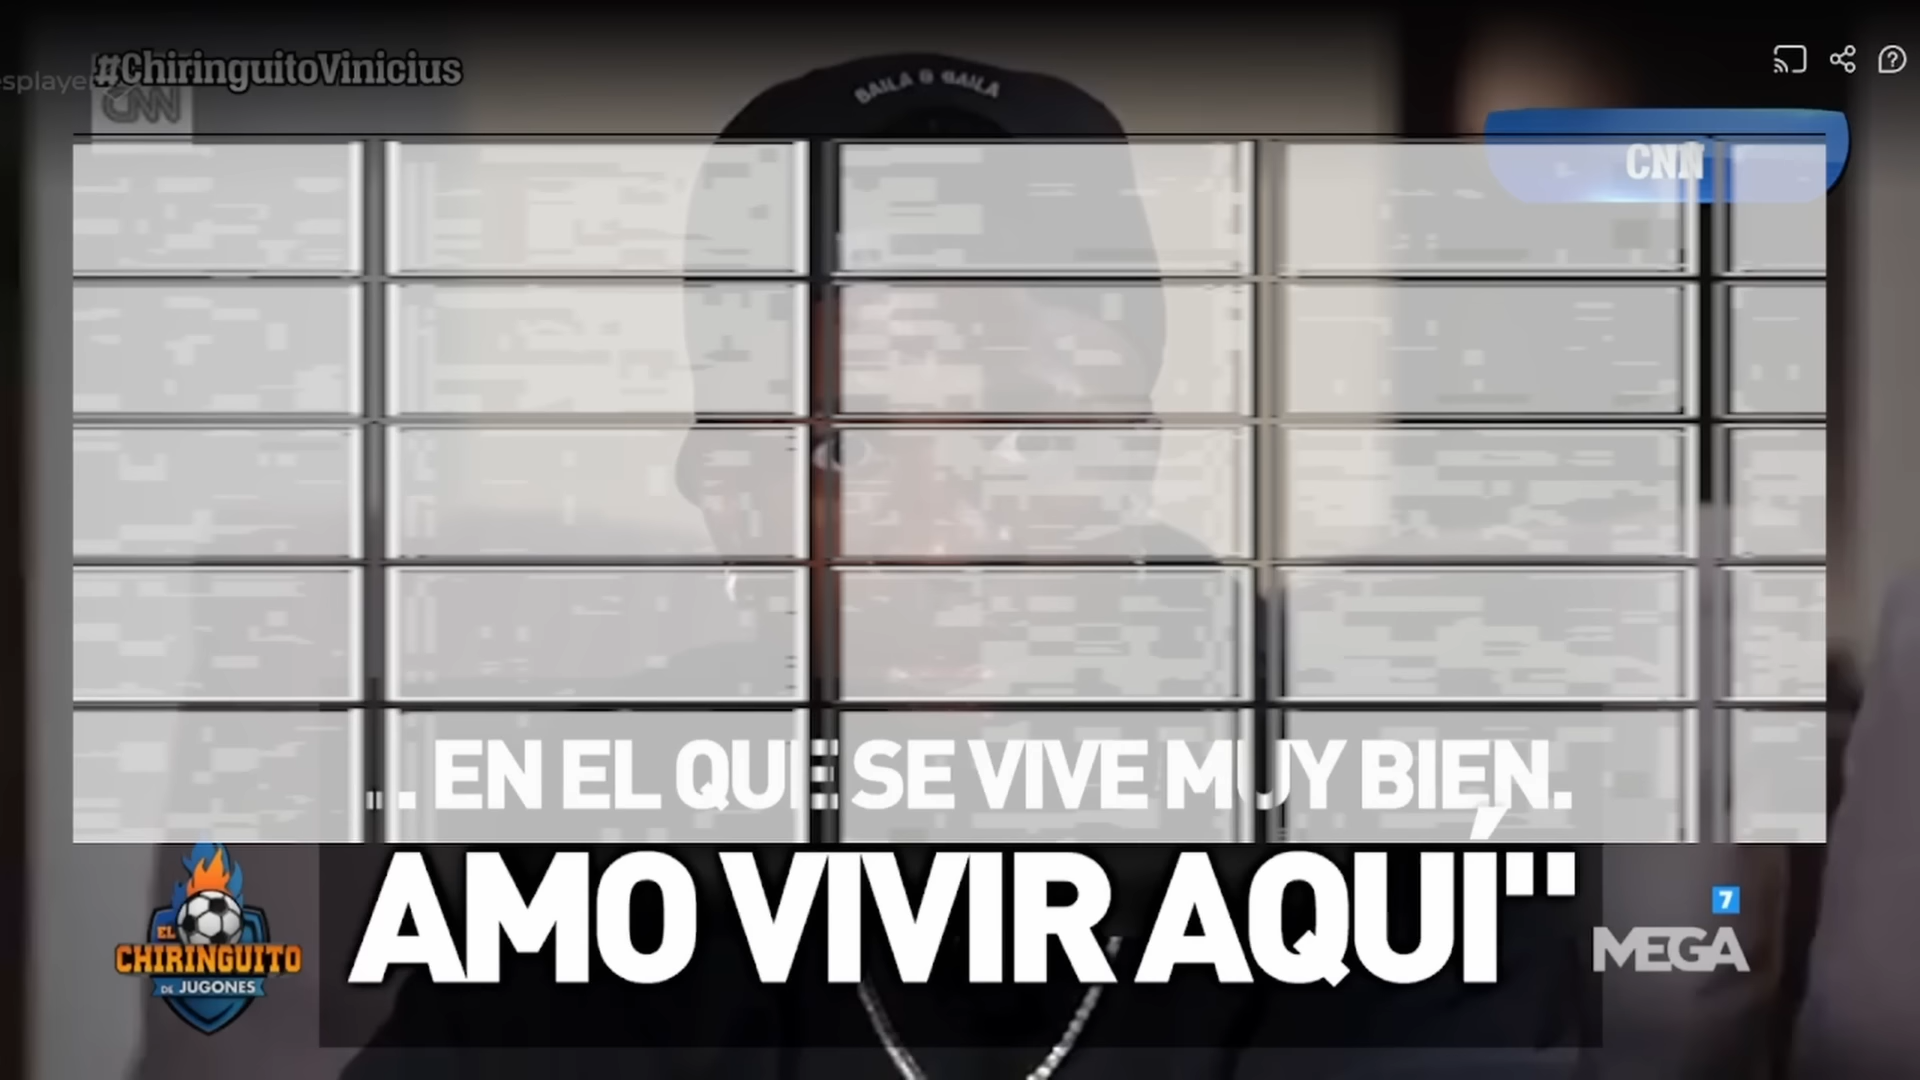 esplayer
#ChiringuitoVinicius
CNN
BAILA BAILA
CNN
... EN EL QUE SE VIVE MUY BIEN.
AMO VIVIR AQUÍ"
EL
CHIRINGUITO
DE JUGONES
7
MEGA